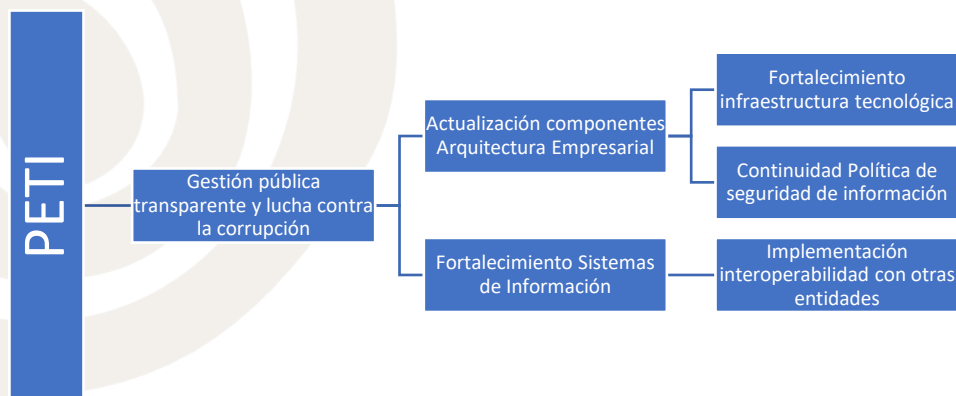 PETI
Gestión pública
transparente y lucha contra
la corrupción
Actualización componentes
Arquitectura Empresarial
Fortalecimiento Sistemas
de Información
Fortalecimiento
infraestructura tecnológica
Continuidad Política de
seguridad de información
Implementación
interoperabilidad con otras
entidades